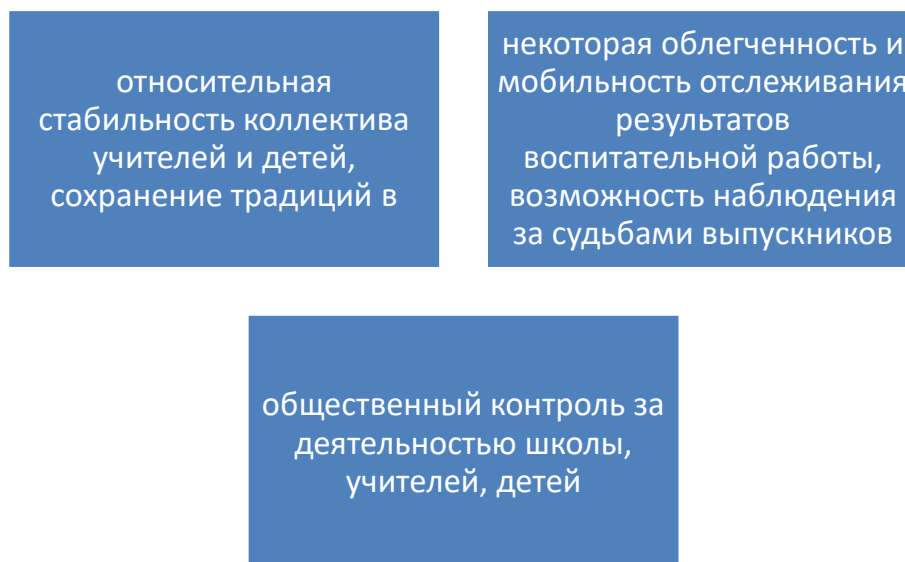 относительная
стабильность коллектива
учителей и детей,
сохранение традиций в
некоторая облегченность и
мобильность отслеживания
результатов
воспитательной работы,
возможность наблюдения
за судьбами выпускников
общественный контроль за
деятельностью школы,
учителей, детей